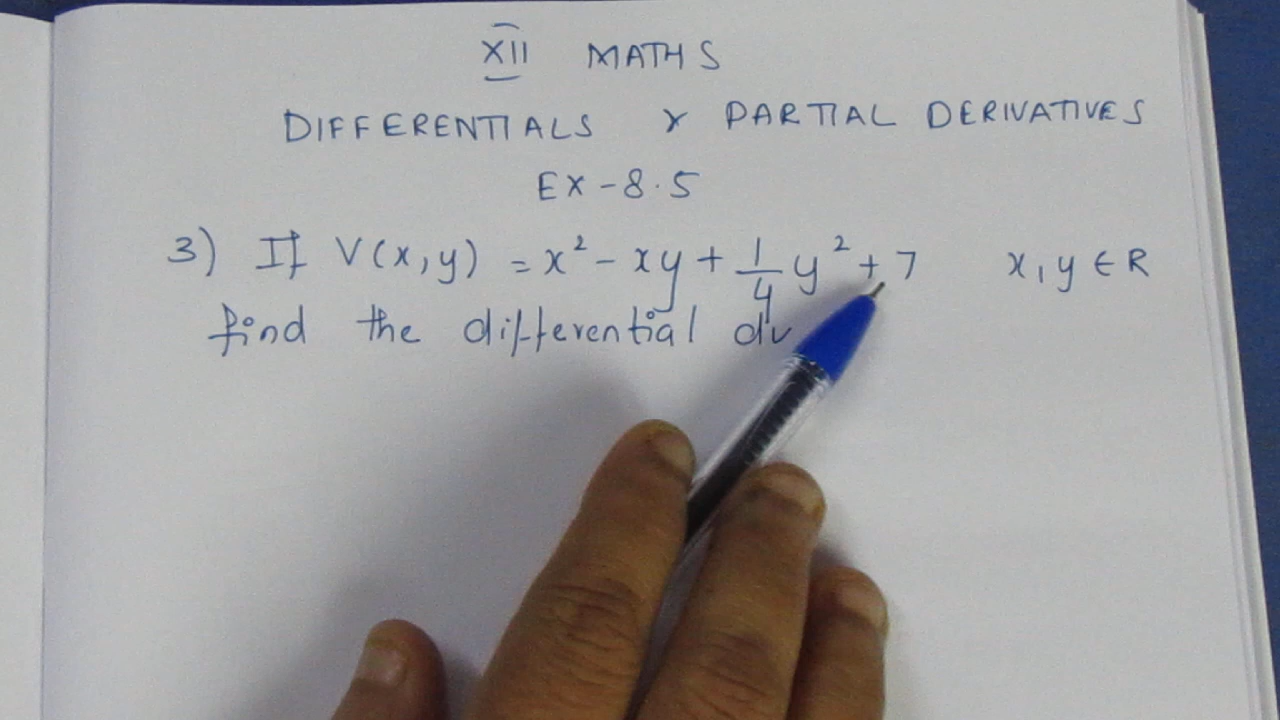 XII MATHS
DIFFERENTIALS & PARTIAL DERIVATIVES
EX-8.5
3) If V(x,y) = x² - xy + 1/4 y² + 7 x, y ∈ R
find the differential dv